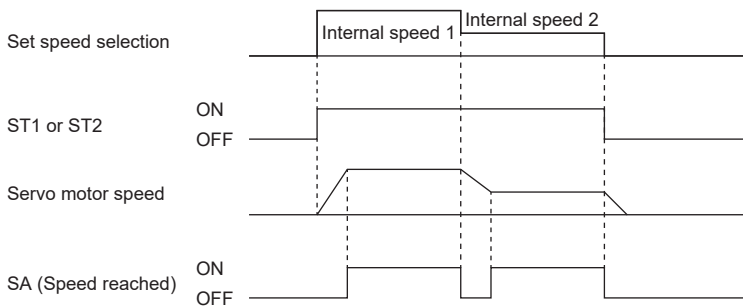 Set speed selection
Internal speed 1
Internal speed 2
ST1 or ST2
ON
OFF
Servo motor speed
SA (Speed reached)
ON
OFF